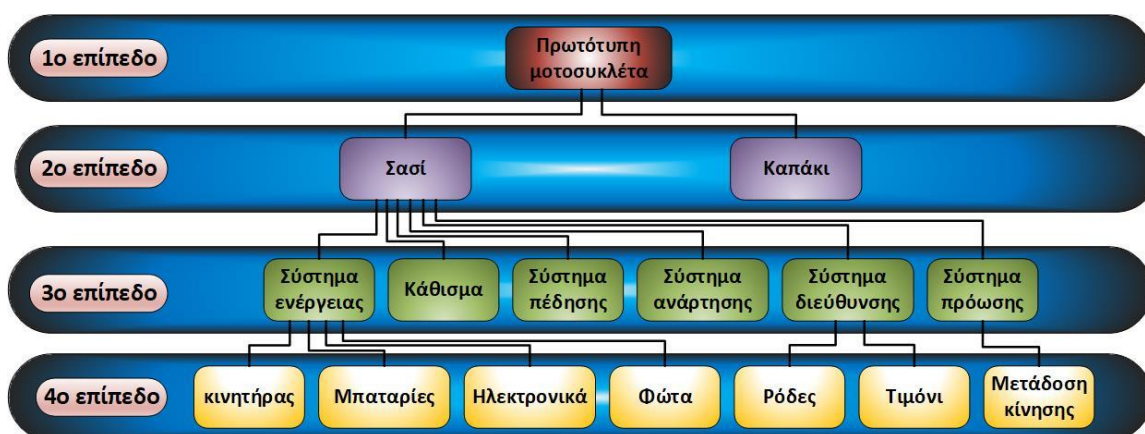 1ο επίπεδο
Πρωτότυπη
μοτοσυκλέτα
2ο επίπεδο
Σασί
Καπάκι
3ο επίπεδο
Σύστημα
ενέργειας
Κάθισμα
Σύστημα
πέδησης
Σύστημα
ανάρτησης
Σύστημα
διεύθυνσης
Σύστημα
πρόωσης
4ο επίπεδο
κινητήρας
Μπαταρίες
Ηλεκτρονικά
Φώτα
Ρόδες
Τιμόνι
Μετάδοση
κίνησης